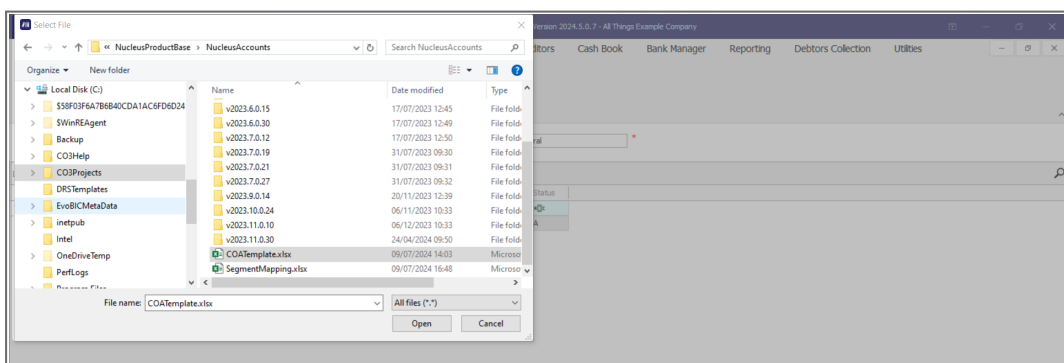 Select File
Version 2024.5.0.7 - All Things Example Company
« NucleusProductBase > NucleusAccounts
Search NucleusAccounts
Cash Book Bank Manager Reporting Debtors Collection Utilities
Organize New folder
Local Disk (C:)
Name Date modified Type
$58F03F6A7B6B40CDA1AC6FD6D24
v2023.6.0.15 17/07/2023 12:45 File fold
$WinREAgent
v2023.6.0.30 17/07/2023 12:49 File fold
Backup
v2023.7.0.12 17/07/2023 12:50 File fold
CO3Help
v2023.7.0.19 31/07/2023 09:30 File fold
ral *
CO3Projects
v2023.7.0.21 31/07/2023 09:31 File fold
DRSTemplates
v2023.7.0.27 31/07/2023 09:32 File fold
EvoBICMetaData
v2023.9.0.14 20/11/2023 12:39 File fold
Status
inetpub
v2023.10.0.24 06/11/2023 10:33 File fold
Intel
v2023.11.0.10 06/12/2023 10:33 File fold
A
OneDriveTemp
v2023.11.0.30 24/04/2024 09:50 File fold
PerfLogs
COATemplate.xlsx 09/07/2024 14:03 Microso
Program Files
SegmentMapping.xlsx 09/07/2024 16:48 Microso
File name: COATemplate.xlsx All files (*.*)
Open Cancel